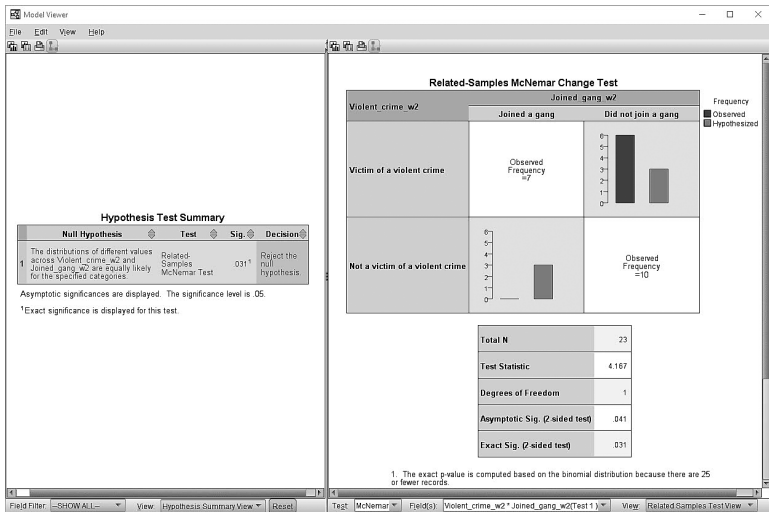 Model Viewer
File Edit View Help
Hypothesis Test Summary
Null Hypothesis Test Sig. Decision
1 The distributions of different values across Violent_crime_w2 and Joined_gang_w2 are equally likely for the specified categories. Related-Samples McNemar Test .031¹ Reject the null hypothesis.
Asymptotic significances are displayed. The significance level is .05.
¹Exact significance is displayed for this test.
Field Filter: --SHOW ALL-- View: Hypothesis Summary View Reset
Related-Samples McNemar Change Test
Violent_crime_w2
Joined_gang_w2
Joined a gang Did not join a gang
Frequency
Observed
Hypothesized
Victim of a violent crime
Observed
Frequency
=7
6
5
4
3
2
1
0
Not a victim of a violent crime
6
5
4
3
2
1
0
Observed
Frequency
=10
Total N 23
Test Statistic 4.167
Degrees of Freedom 1
Asymptotic Sig. (2-sided test) .041
Exact Sig. (2-sided test) .031
1. The exact p-value is computed based on the binomial distribution because there are 25
or fewer records.
Test: McNemar Field(s): Violent_crime_w2 * Joined_gang_w2(Test 1) View: Related Samples Test View